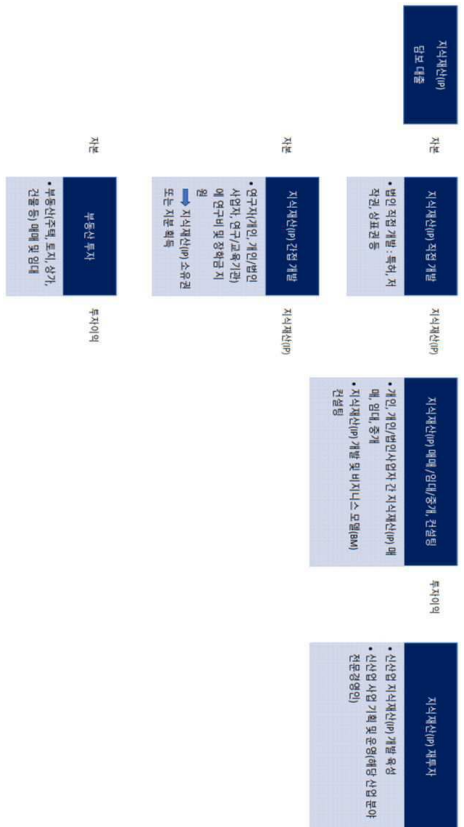 지식재산(IP)
담보 대출
자본
지식재산(IP) 직접 개발
• 법인 직접 개발 : 특허, 저
작권, 상표권 등
지식재산(IP)
지식재산(IP) 매매/임대/중개, 컨설팅
• 개인, 개인/법인사업자 간 지식재산(IP) 매
매, 임대, 중개
• 지식재산(IP) 개발 및 비지니스 모델(BM)
컨설팅
투자이익
지식재산(IP) 재투자
• 신산업 지식재산(IP) 개발 육성
• 신산업 사업 기획 및 운영(해당 산업 분야
전문경영인)
자본
지식재산(IP) 간접 개발
• 연구자(개인, 개인/법인
사업자, 연구/교육기관)
에 연구비 및 장학금 지
원
➡ 지식재산(IP) 소유권
또는 지분 획득
지식재산(IP)
자본
부동산 투자
• 부동산(주택, 토지, 상가,
건물 등) 매매 및 임대
투자이익